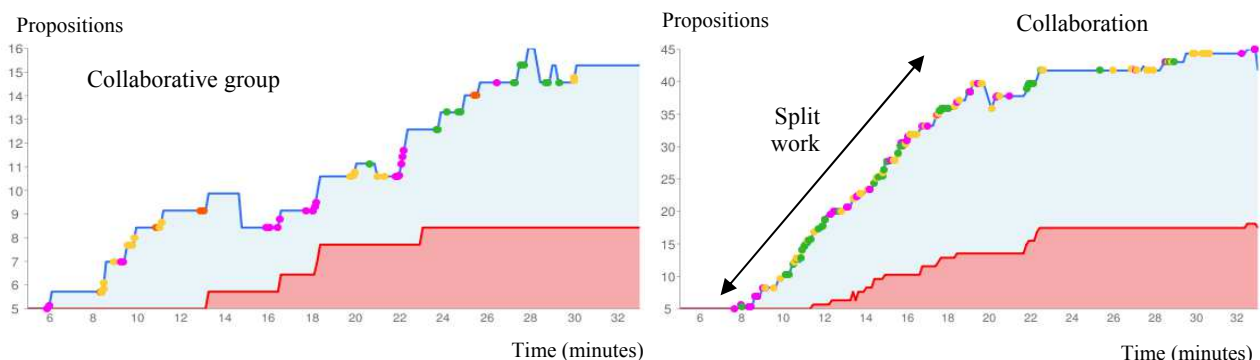 Propositions
Collaborative group
16
15
13
12
11
10
9
8
7
6
5
6 8 10 12 14 16 18 20 22 24 26 28 30 32
Time (minutes)
Propositions
Collaboration
Split
work
45
40
35
30
25
20
15
10
5
6 8 10 12 14 16 18 20 22 24 26 28 30 32
Time (minutes)